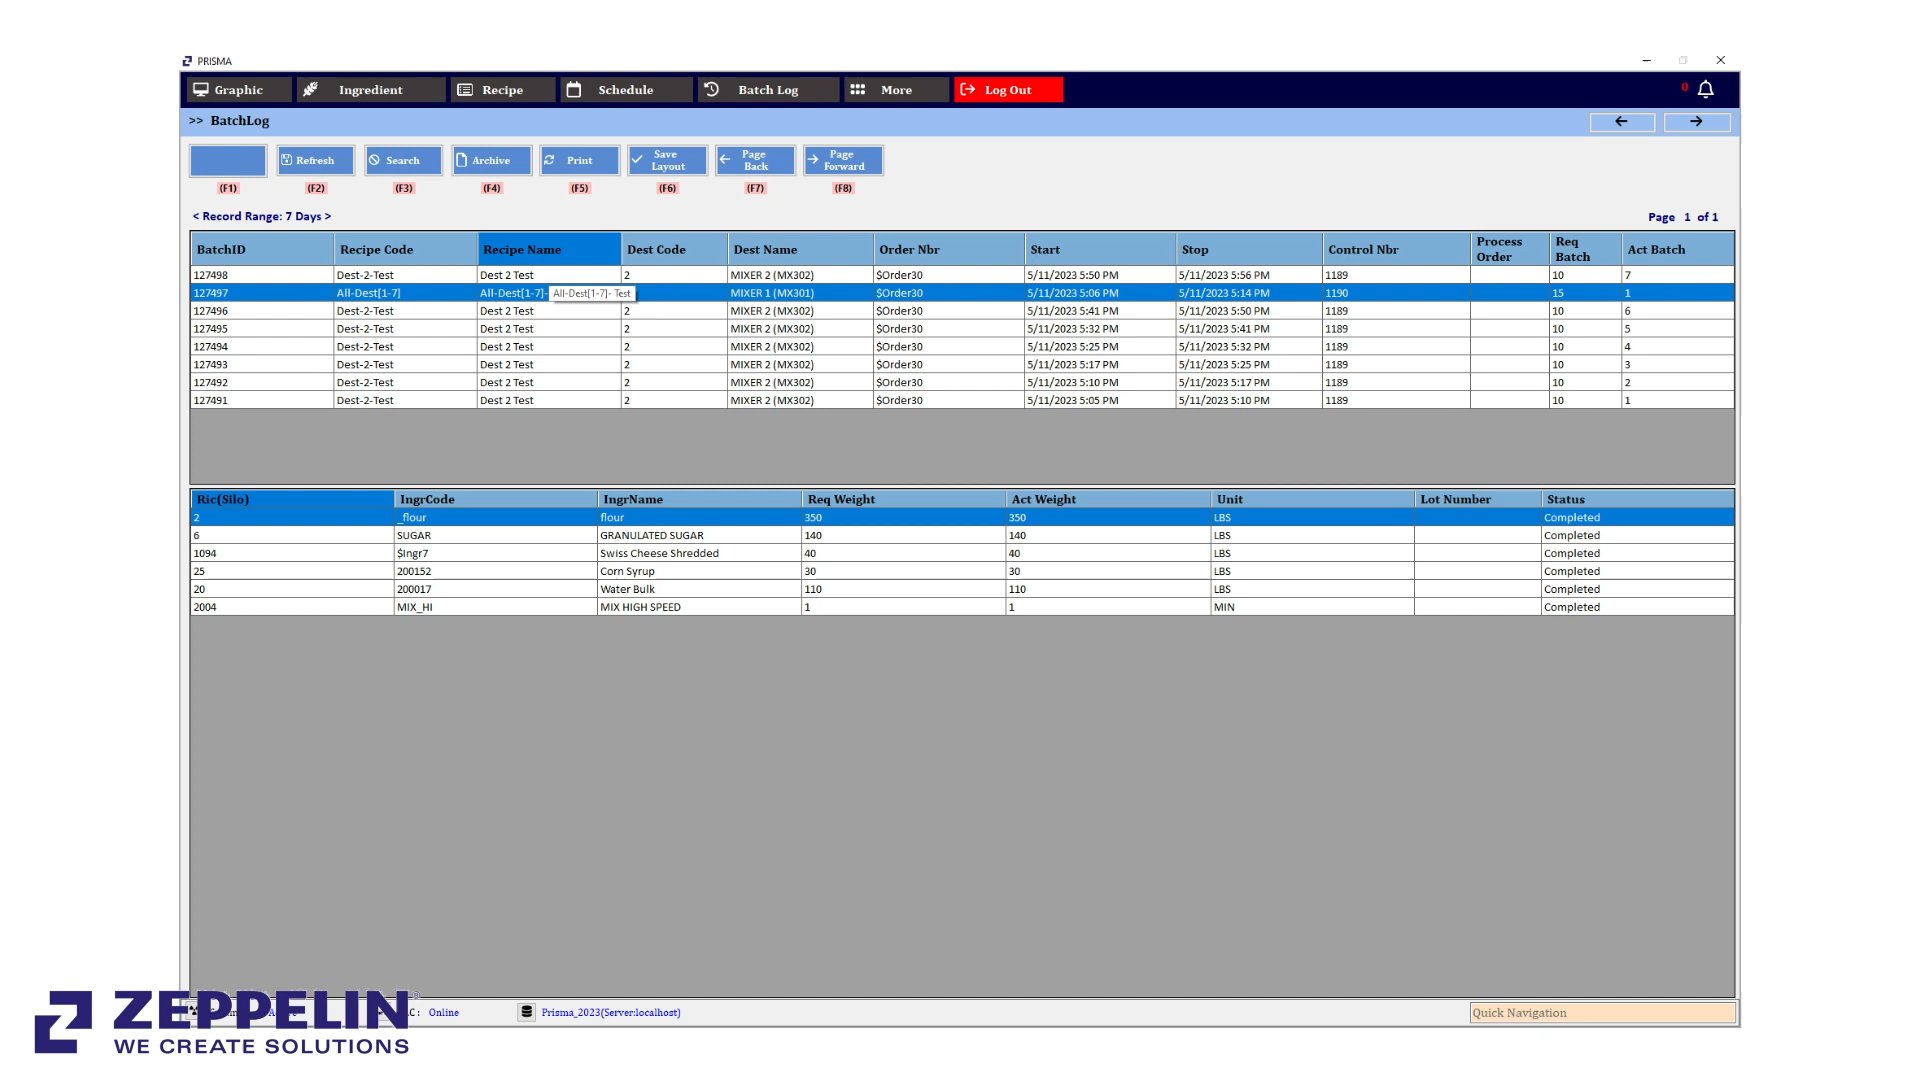 PRISMA
Graphic Ingredient Recipe Schedule Batch Log More Log Out 0
>> BatchLog
Refresh Search Archive Print Save Layout Page Back Page Forward
(F1) (F2) (F3) (F4) (F5) (F6) (F7) (F8)
< Record Range: 7 Days > Page 1 of 1
BatchID Recipe Code Recipe Name Dest Code Dest Name Order Nbr Start Stop Control Nbr Process Order Req Batch Act Batch
127498 Dest-2-Test Dest 2 Test 2 MIXER 2 (MX302) $Order30 5/11/2023 5:50 PM 5/11/2023 5:56 PM 1189 10 7
127497 All-Dest[1-7] All-Dest[1-7]- All-Dest[1-7]- Test MIXER 1 (MX301) $Order30 5/11/2023 5:06 PM 5/11/2023 5:14 PM 1190 15 1
127496 Dest-2-Test Dest 2 Test 2 MIXER 2 (MX302) $Order30 5/11/2023 5:41 PM 5/11/2023 5:50 PM 1189 10 6
127495 Dest-2-Test Dest 2 Test 2 MIXER 2 (MX302) $Order30 5/11/2023 5:32 PM 5/11/2023 5:41 PM 1189 10 5
127494 Dest-2-Test Dest 2 Test 2 MIXER 2 (MX302) $Order30 5/11/2023 5:25 PM 5/11/2023 5:32 PM 1189 10 4
127493 Dest-2-Test Dest 2 Test 2 MIXER 2 (MX302) $Order30 5/11/2023 5:17 PM 5/11/2023 5:25 PM 1189 10 3
127492 Dest-2-Test Dest 2 Test 2 MIXER 2 (MX302) $Order30 5/11/2023 5:10 PM 5/11/2023 5:17 PM 1189 10 2
127491 Dest-2-Test Dest 2 Test 2 MIXER 2 (MX302) $Order30 5/11/2023 5:05 PM 5/11/2023 5:10 PM 1189 10 1
Ric(Silo) IngrCode IngrName Req Weight Act Weight Unit Lot Number Status
2 _flour flour 350 350 LBS Completed
6 SUGAR GRANULATED SUGAR 140 140 LBS Completed
1094 $Ingr7 Swiss Cheese Shredded 40 40 LBS Completed
25 200152 Corn Syrup 30 30 LBS Completed
20 200017 Water Bulk 110 110 LBS Completed
2004 MIX_HI MIX HIGH SPEED 1 1 MIN Completed
ZEPPELIN®
WE CREATE SOLUTIONS
Online Prisma_2023(Server:localhost) Quick Navigation